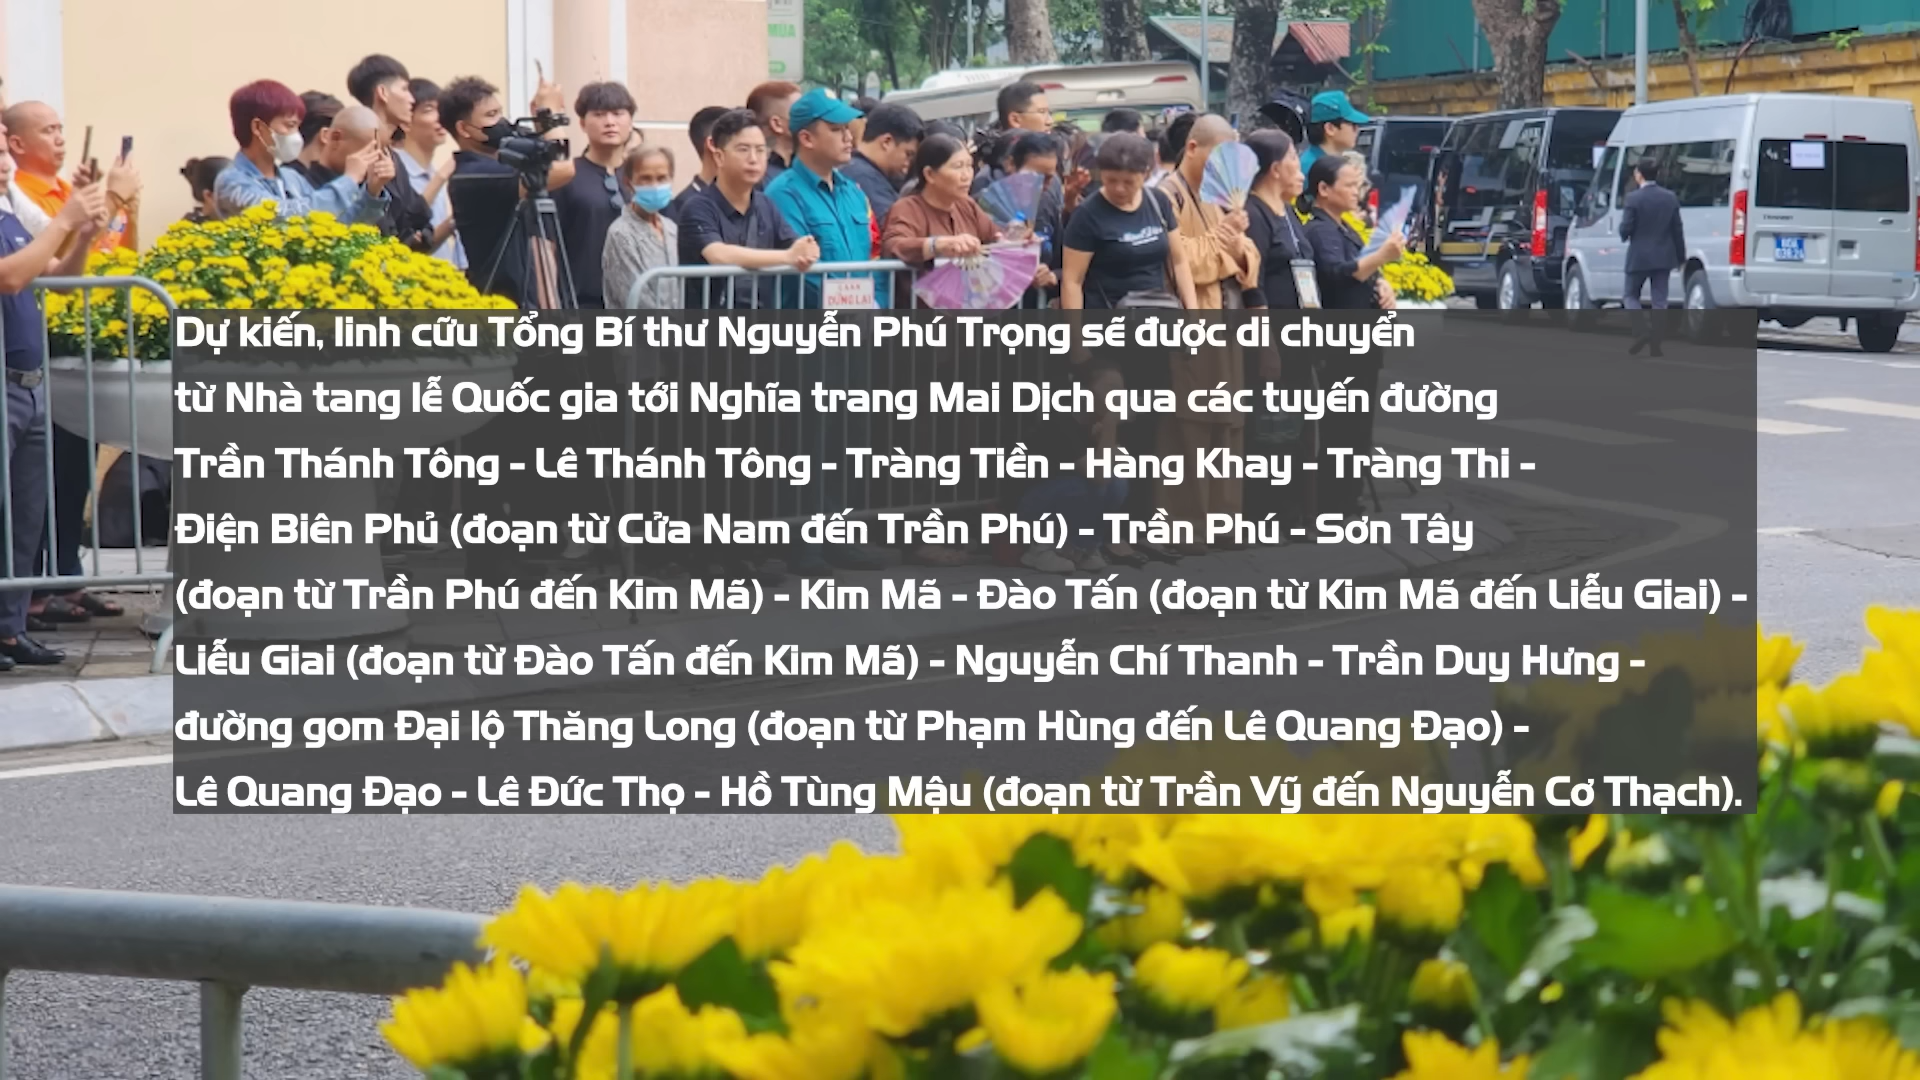 MÙA
DỪNG LẠI
Dự kiến, linh cữu Tổng Bí thư Nguyễn Phú Trọng sẽ được di chuyển
từ Nhà tang lễ Quốc gia tới Nghĩa trang Mai Dịch qua các tuyến đường
Trần Thánh Tông - Lê Thánh Tông - Tràng Tiền - Hàng Khay - Tràng Thi -
Điện Biên Phủ (đoạn từ Cửa Nam đến Trần Phú) - Trần Phú - Sơn Tây
(đoạn từ Trần Phú đến Kim Mã) - Kim Mã - Đào Tấn (đoạn từ Kim Mã đến Liễu Giai) -
Liễu Giai (đoạn từ Đào Tấn đến Kim Mã) - Nguyễn Chí Thanh - Trần Duy Hưng -
đường gom Đại lộ Thăng Long (đoạn từ Phạm Hùng đến Lê Quang Đạo) -
Lê Quang Đạo - Lê Đức Thọ - Hồ Tùng Mậu (đoạn từ Trần Vỹ đến Nguyễn Cơ Thạch).